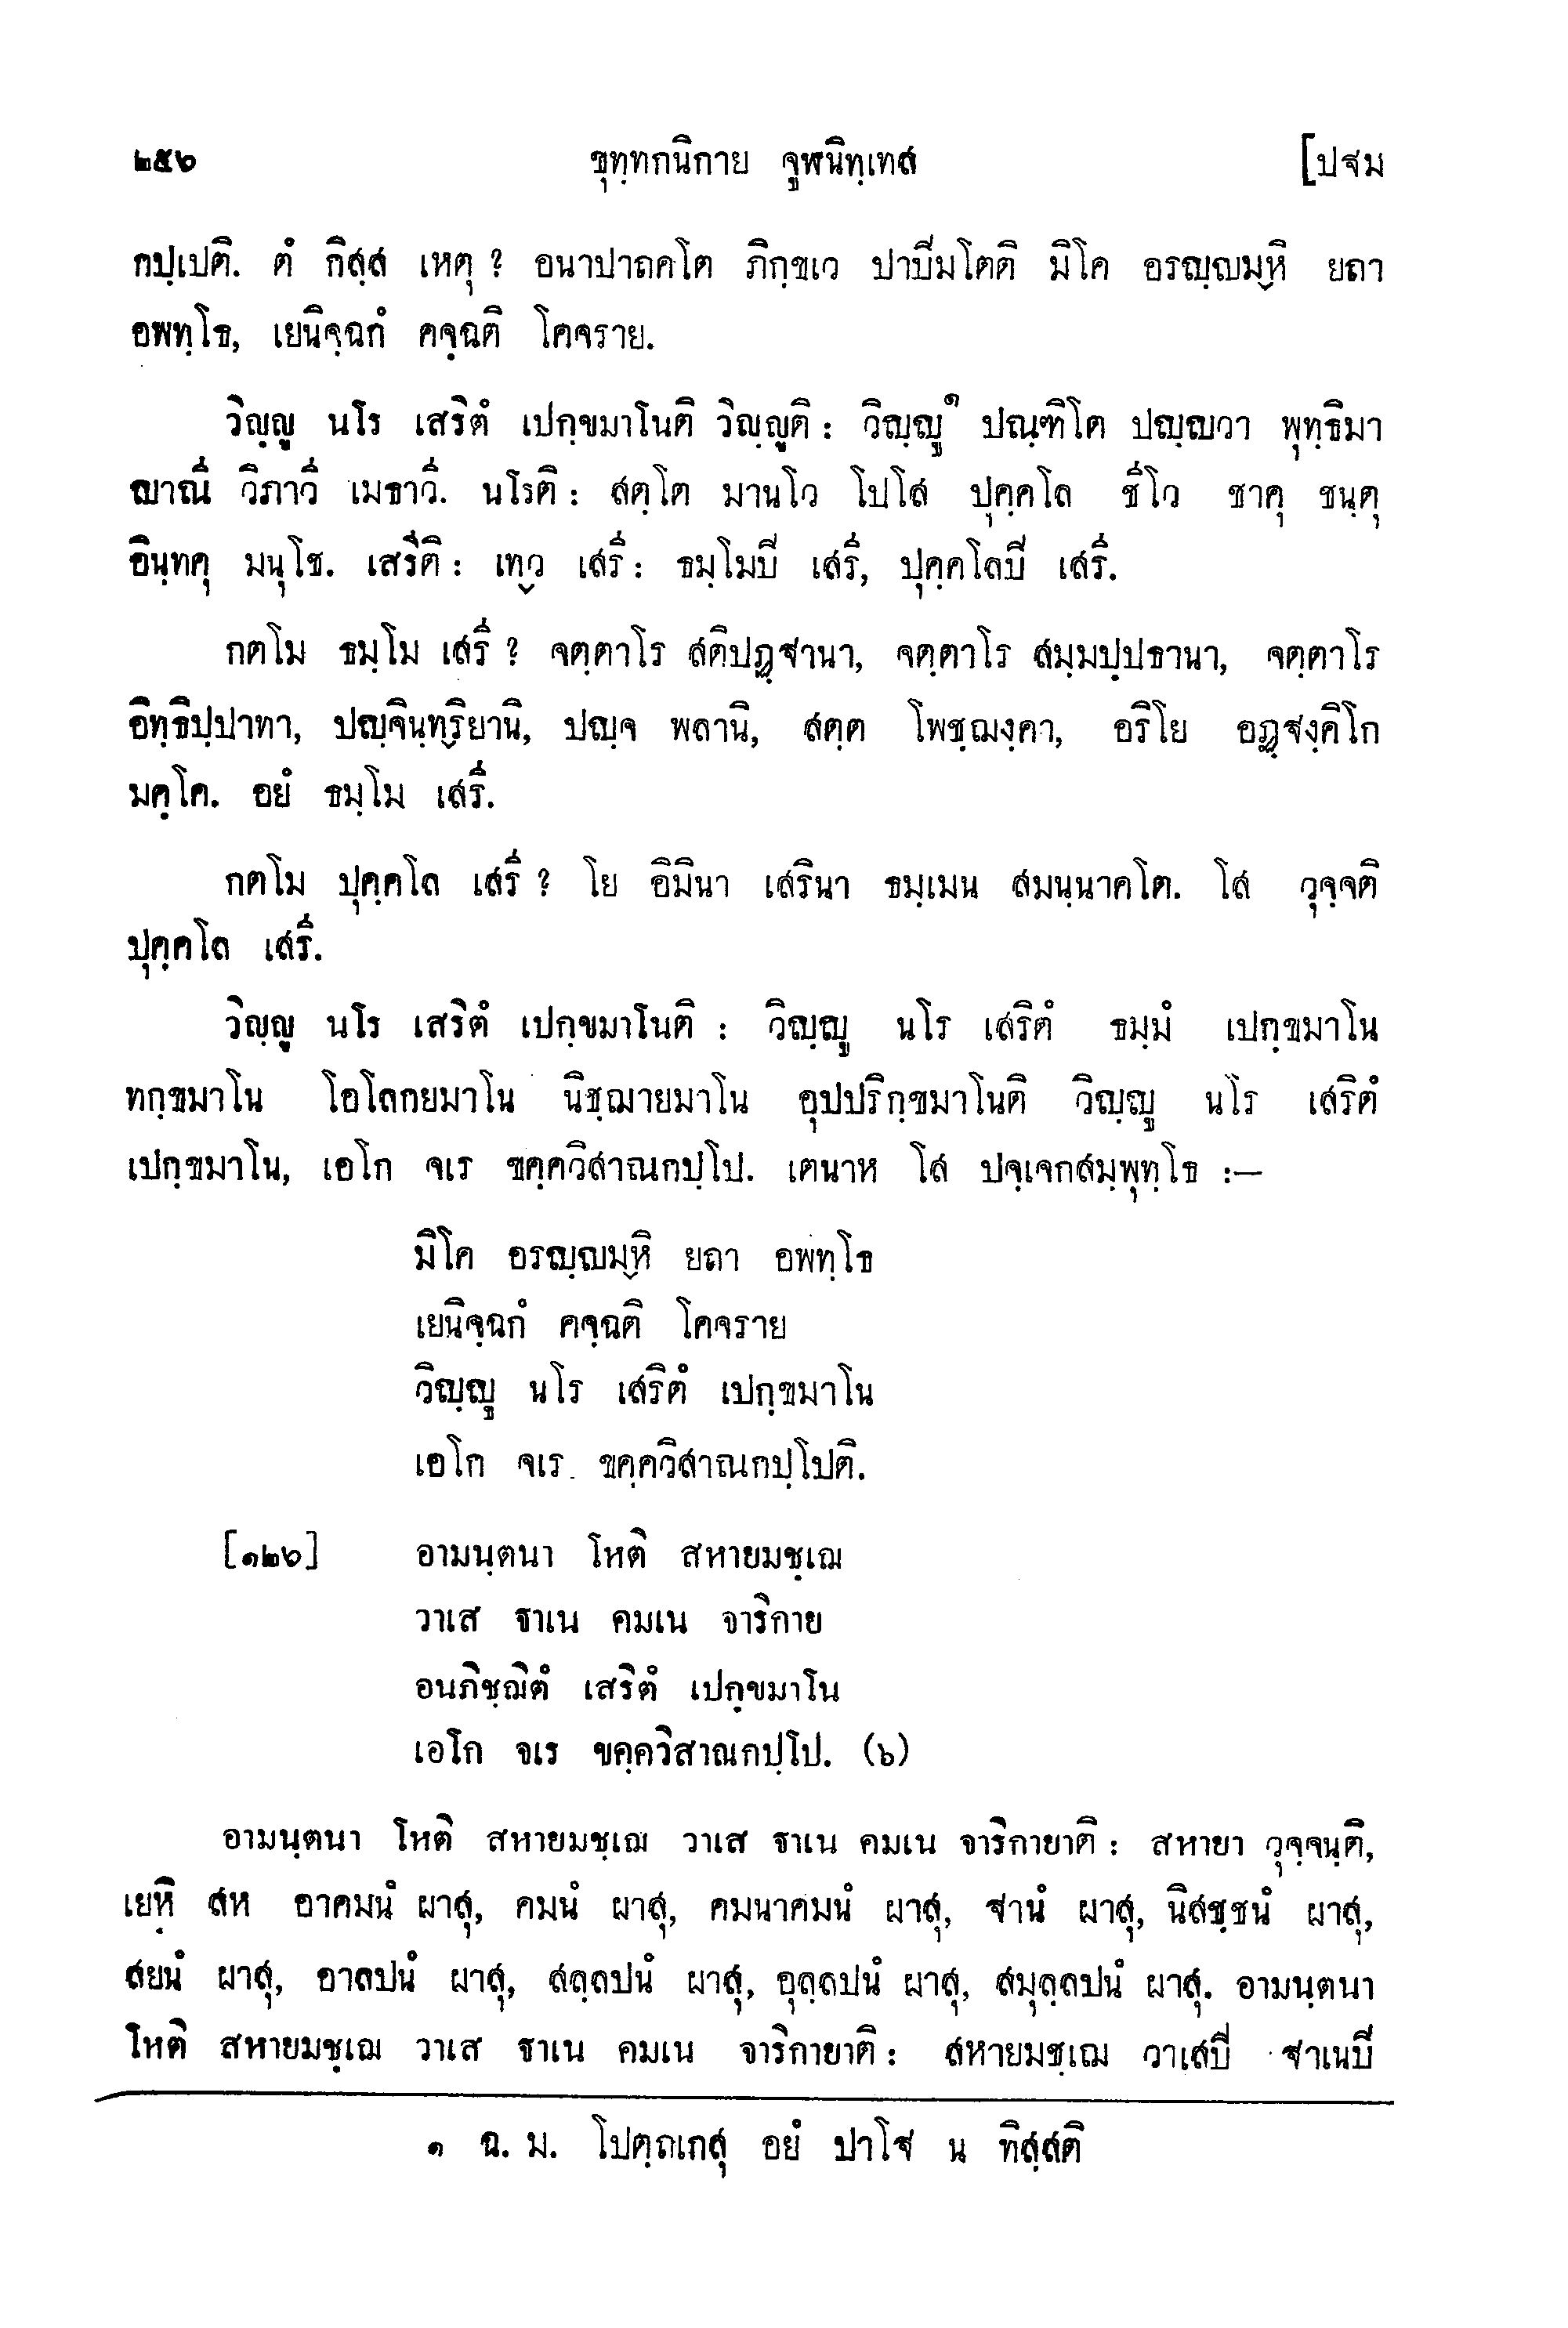 ๒๕๖ ขุทฺทกนิกาย จูฬนิทฺเทส [ปฐม
กปฺเปติ. ตํ กิสฺส เหตุ ? อนาปาถคโต ภิกฺขเว ปาปิมโตติ มิโค อรญฺญมฺหิ ยถา
อพทฺโธ, เยนิจฺฉกํ คจฺฉติ โคจราย.
วิญฺญู นโร เสริตํ เปกฺขมาโนติ วิญฺญูติ : วิญฺญู๑ ปณฺฑิโต ปญฺญวา พุทฺธิมา
ญาณี วิภาวี เมธาวี. นโรติ : สตฺโต มานโว โปโส ปุคฺคโล ชีโว ชาคุ ชนฺตุ
อินฺทคุ มนุโช. เสรีติ : เทฺว เสรี : ธมฺโมปิ เสรี, ปุคฺคโลปิ เสรี.
กตโม ธมฺโม เสรี ? จตฺตาโร สติปฏฺฐานา, จตฺตาโร สมฺมปฺปธานา, จตฺตาโร
อิทฺธิปฺปาทา, ปญฺจินฺทฺริยานิ, ปญฺจ พลานิ, สตฺต โพชฺฌงฺคา, อริโย อฏฺฐงฺคิโก
มคฺโค. อยํ ธมฺโม เสรี.
กตโม ปุคฺคโล เสรี ? โย อิมินา เสรินา ธมฺเมน สมนฺนาคโต. โส วุจฺจติ
ปุคฺคโล เสรี.
วิญฺญู นโร เสริตํ เปกฺขมาโนติ : วิญฺญู นโร เสริตํ ธมฺมํ เปกฺขมาโน
ทกฺขมาโน โอโลกยมาโน นิชฺฌายมาโน อุปปริกฺขมาโนติ วิญฺญู นโร เสริตํ
เปกฺขมาโน, เอโก จเร ขคฺควิสาณกปฺโป. เตนาห โส ปจฺเจกสมฺพุทฺโธ :—
มิโค อรญฺญมฺหิ ยถา อพทฺโธ
เยนิจฺฉกํ คจฺฉติ โคจราย
วิญฺญู นโร เสริตํ เปกฺขมาโน
เอโก จเร ขคฺควิสาณกปฺโปติ.
[๑๒๖] อามนฺตนา โหติ สหายมชฺเฌ
วาเส ฐาเน คมเน จาริกาย
อนภิชฺฌิตํ เสริตํ เปกฺขมาโน
เอโก จเร ขคฺควิสาณกปฺโป. (๖)
อามนฺตนา โหติ สหายมชฺเฌ วาเส ฐาเน คมเน จาริกายาติ : สหายา วุจฺจนฺติ,
เยหิ สห อาคมนํ ผาสุ, คมนํ ผาสุ, คมนาคมนํ ผาสุ, ฐานํ ผาสุ, นิสชฺชนํ ผาสุ,
สยนํ ผาสุ, อาลปนํ ผาสุ, สลฺลปนํ ผาสุ, อุลฺลปนํ ผาสุ, สมุลฺลปนํ ผาสุ. อามนฺตนา
โหติ สหายมชฺเฌ วาเส ฐาเน คมเน จาริกายาติ : สหายมชฺเฌ วาเสปิ ฐาเนปิ
๑ ฉ. ม. โปตฺถเกสุ อยํ ปาโฐ น ทิสฺสติ